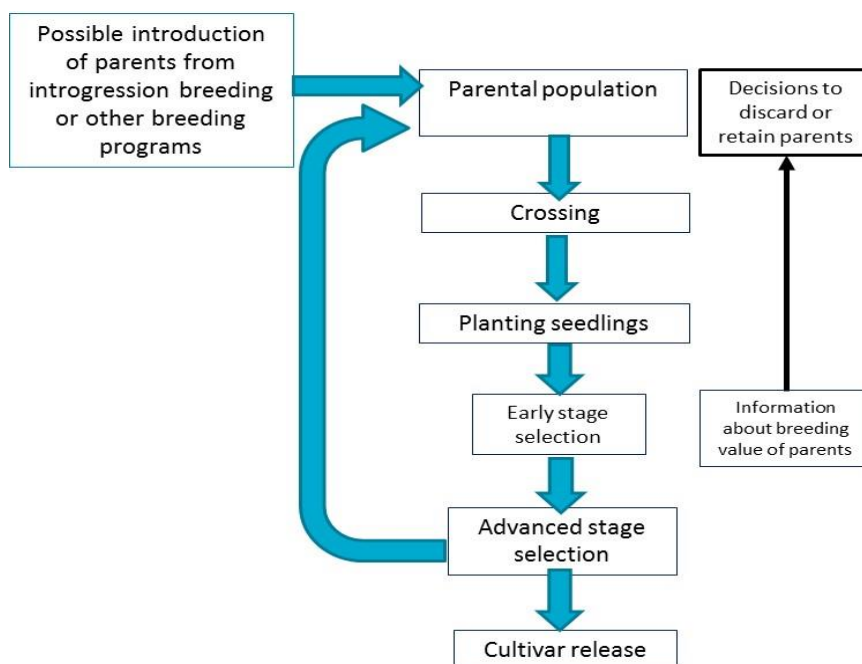 Possible introduction
of parents from
introgression breeding
or other breeding
programs
Parental population
Decisions to
discard or
retain parents
Crossing
Planting seedlings
Early stage
selection
Information
about breeding
value of parents
Advanced stage
selection
Cultivar release